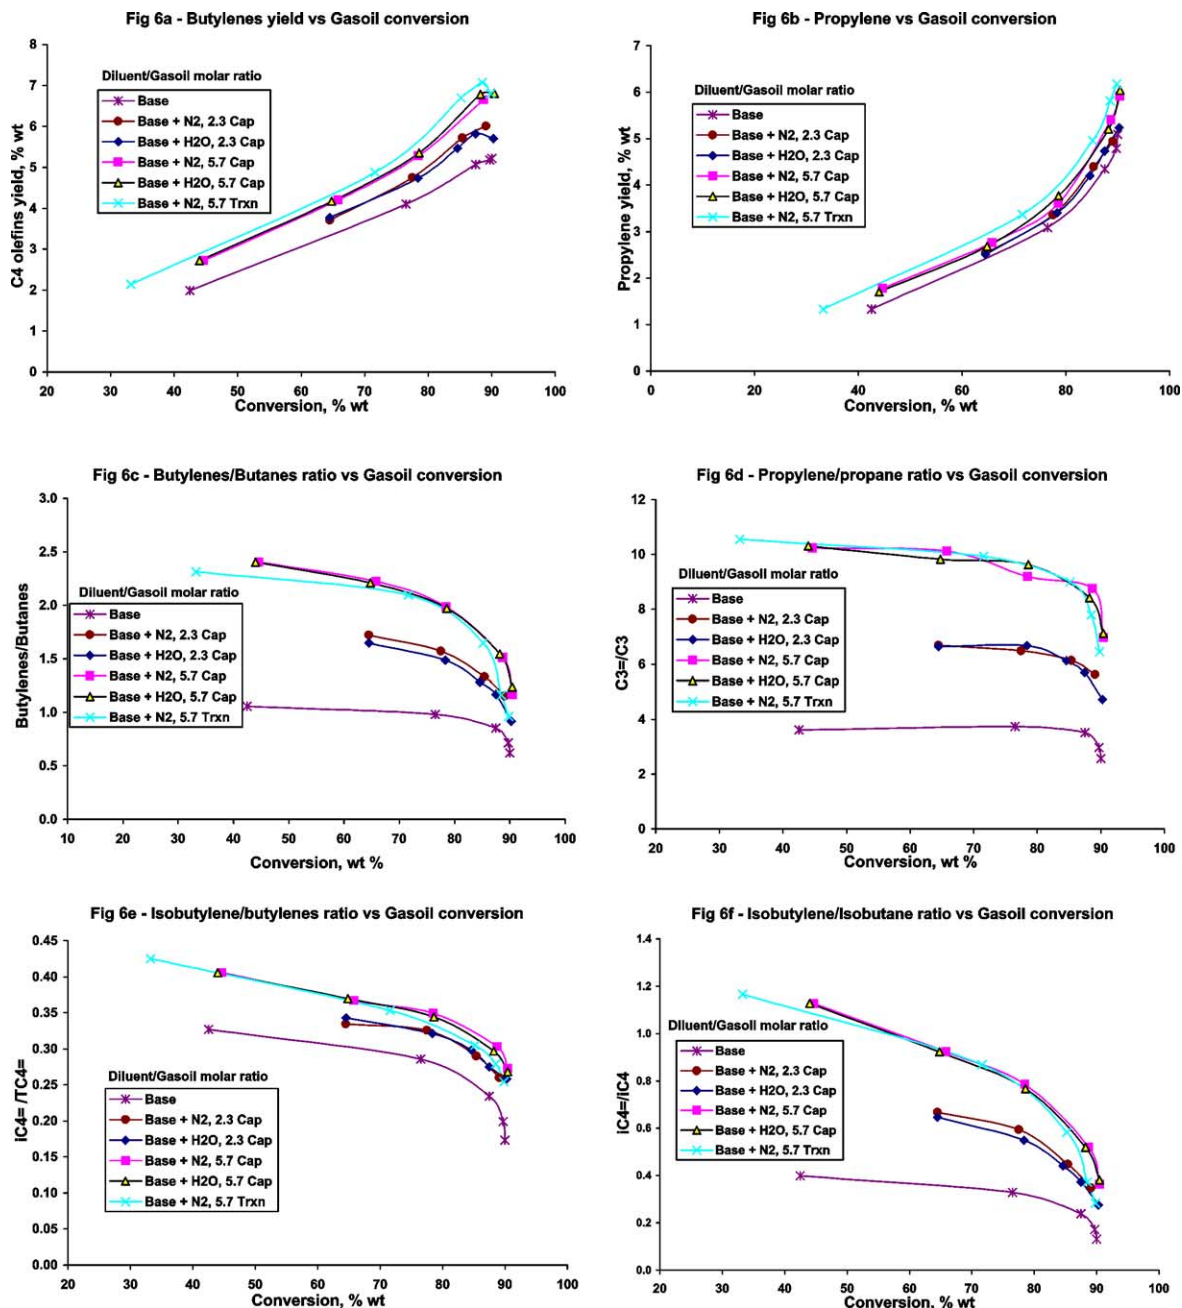 Fig 6a - Butylenes yield vs Gasoil conversion
C4 olefins yield, % wt
8
7
6
5
4
3
2
1
0
Diluent/Gasoil molar ratio
Base
Base + N2, 2.3 Cap
Base + H2O, 2.3 Cap
Base + N2, 5.7 Cap
Base + H2O, 5.7 Cap
Base + N2, 5.7 Trxn
20 30 40 50 60 70 80 90 100
Conversion, % wt
Fig 6b - Propylene vs Gasoil conversion
Propylene yield, % wt
7
6
5
4
3
2
1
0
Diluent/Gasoil molar ratio
Base
Base + N2, 2.3 Cap
Base + H2O, 2.3 Cap
Base + N2, 5.7 Cap
Base + H2O, 5.7 Cap
Base + N2, 5.7 Trxn
0 20 40 60 80 100
Conversion, % wt
Fig 6c - Butylenes/Butanes ratio vs Gasoil conversion
Butylenes/Butanes
3.0
2.5
2.0
1.5
1.0
0.5
0.0
Diluent/Gasoil molar ratio
Base
Base + N2, 2.3 Cap
Base + H2O, 2.3 Cap
Base + N2, 5.7 Cap
Base + H2O, 5.7 Cap
Base + N2, 5.7 Trxn
10 20 30 40 50 60 70 80 90 100
Conversion, wt %
Fig 6d - Propylene/propane ratio vs Gasoil conversion
C3=/C3
12
10
8
6
4
2
0
Diluent/Gasoil molar ratio
Base
Base + N2, 2.3 Cap
Base + H2O, 2.3 Cap
Base + N2, 5.7 Cap
Base + H2O, 5.7 Cap
Base + N2, 5.7 Trxn
20 30 40 50 60 70 80 90 100
Conversion, % wt
Fig 6e - Isobutylene/butylenes ratio vs Gasoil conversion
iC4= /TC4=
0.45
0.40
0.35
0.30
0.25
0.20
0.15
0.10
0.05
0.00
Diluent/Gasoil molar ratio
Base
Base + N2, 2.3 Cap
Base + H2O, 2.3 Cap
Base + N2, 5.7 Cap
Base + H2O, 5.7 Cap
Base + N2, 5.7 Trxn
20 30 40 50 60 70 80 90 100
Conversion, % wt
Fig 6f - Isobutylene/Isobutane ratio vs Gasoil conversion
iC4=/iC4
1.4
1.2
1.0
0.8
0.6
0.4
0.2
0.0
Diluent/Gasoil molar ratio
Base
Base + N2, 2.3 Cap
Base + H2O, 2.3 Cap
Base + N2, 5.7 Cap
Base + H2O, 5.7 Cap
Base + N2, 5.7 Trxn
20 30 40 50 60 70 80 90 100
Conversion, % wt